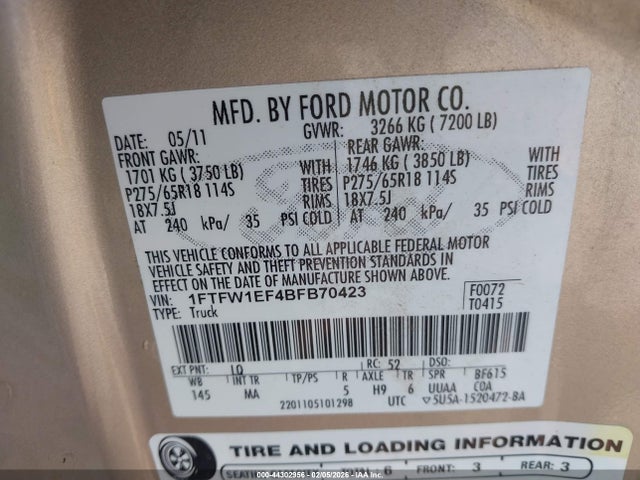 MFD. BY FORD MOTOR CO.
DATE: 05/11 GVWR: 3266 KG ( 7200 LB)
FRONT GAWR: REAR GAWR:
1701 KG ( 3750 LB) WITH 1746 KG ( 3850 LB) WITH
P275/65R18 114S TIRES P275/65R18 114S TIRES
18X7.5J RIMS 18X7.5J RIMS
AT 240 kPa/ 35 PSI COLD AT 240 kPa/ 35 PSI COLD
THIS VEHICLE CONFORMS TO ALL APPLICABLE FEDERAL MOTOR
VEHICLE SAFETY AND THEFT PREVENTION STANDARDS IN
EFFECT ON THE DATE OF MANUFACTURE SHOWN ABOVE.
VIN: 1FTFW1EF4BFB70423 F0072
TYPE: Truck T0415
EXT PNT: LQ RC: 52 DSO:
WB INT TR TP/PS R AXLE TR SPR BF615
145 MA 5 H9 6 UUAA COA
2201105101298 UTC 5U5A-1520472-BA
TIRE AND LOADING INFORMATION
SEATI TOTAL 6 FRONT: 3 REAR: 3
000-44302956 - 02/05/2026 - IAA Inc.